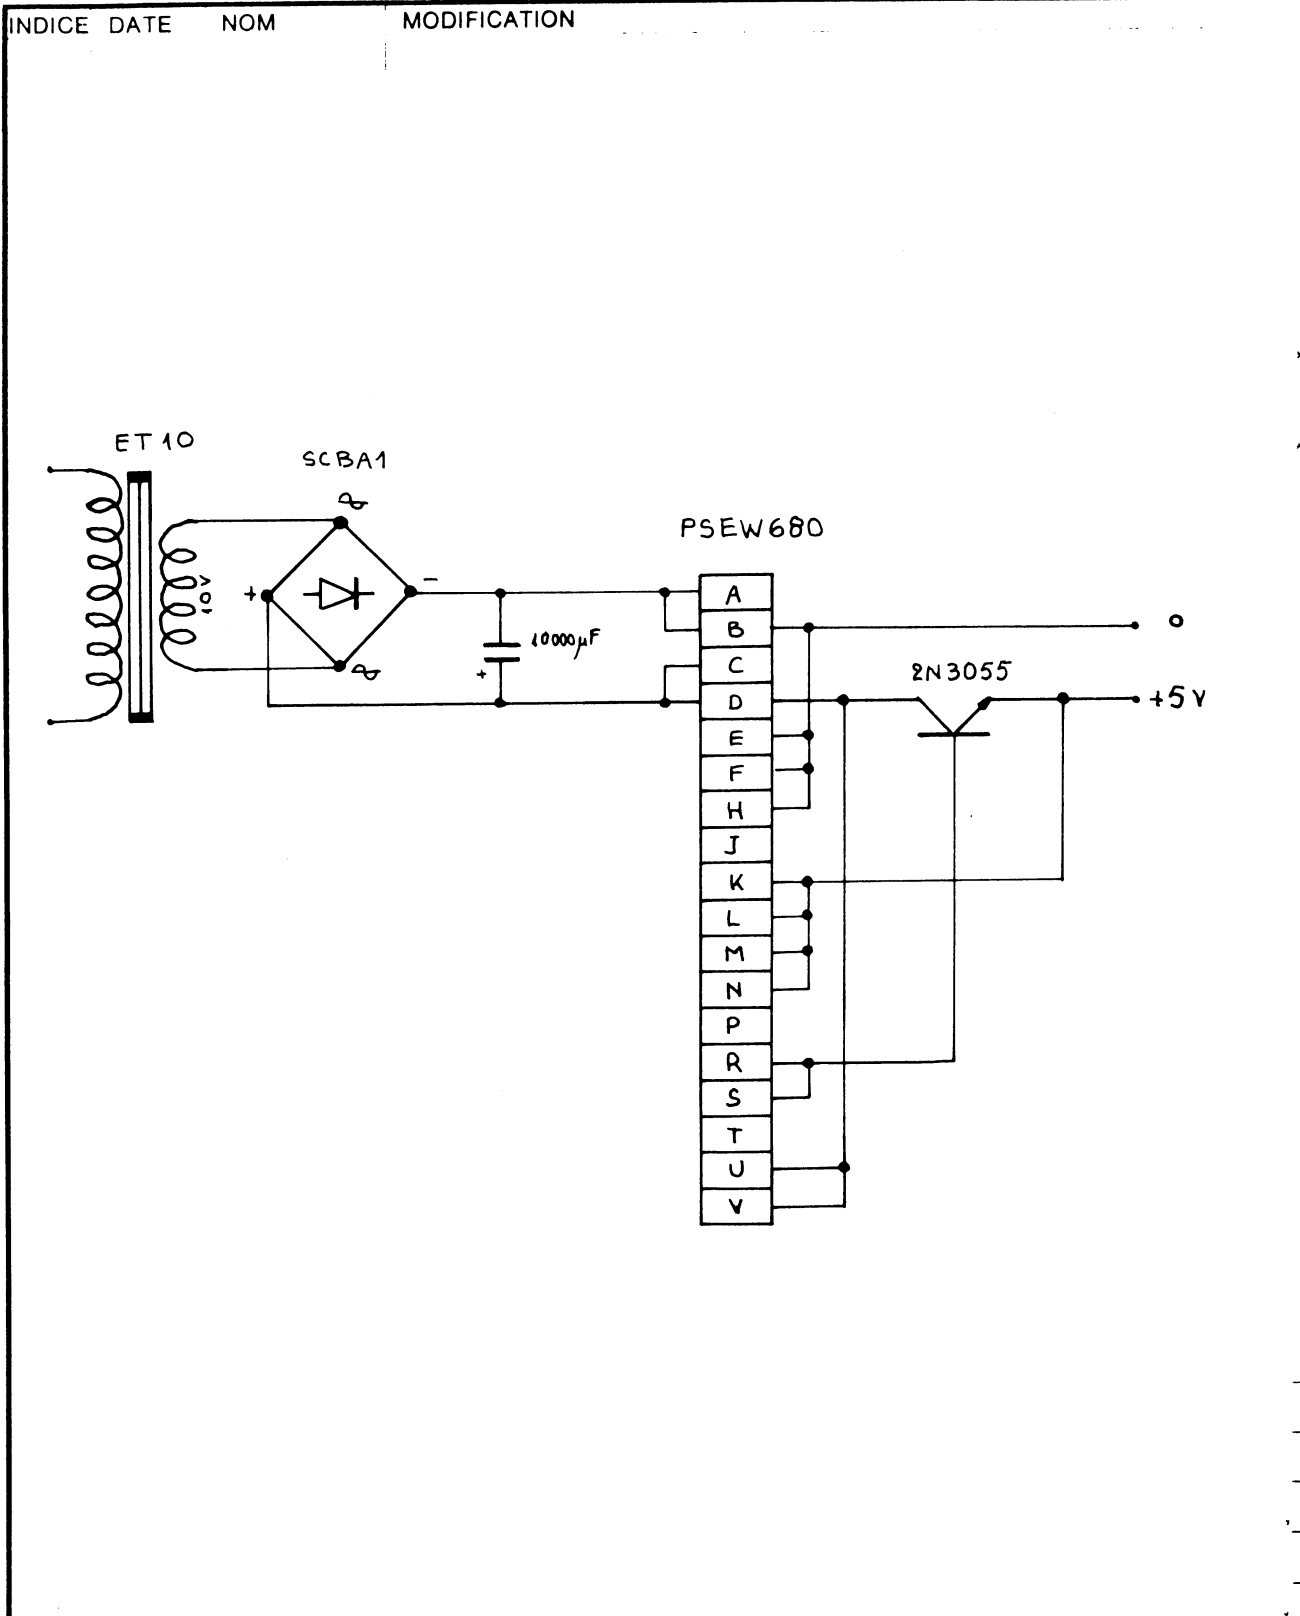 INDICE DATE NOM MODIFICATION
ET 10
SCBA1
10V
+
-
10000µF
+
PSEW680
A
B
C
D
E
F
H
J
K
L
M
N
P
R
S
T
U
V
0
2N3055
+5V